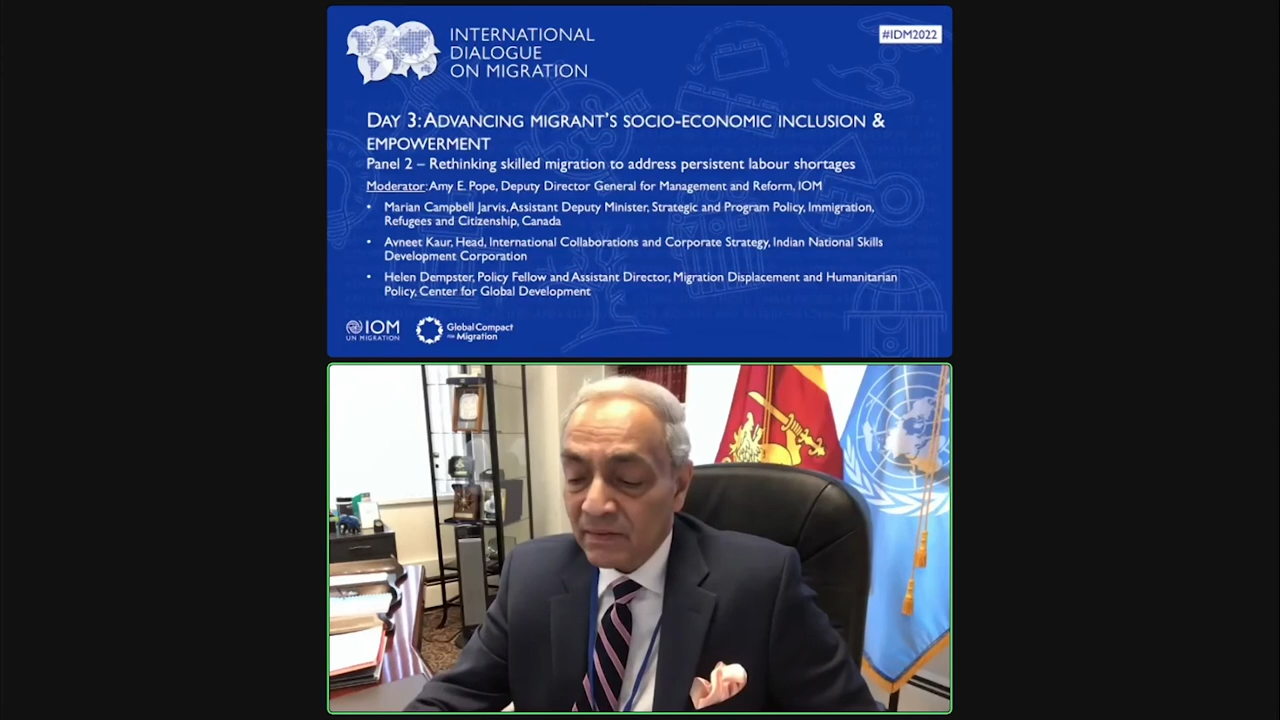 INTERNATIONAL
DIALOGUE
ON MIGRATION
#IDM2022
DAY 3: ADVANCING MIGRANT'S SOCIO-ECONOMIC INCLUSION &
EMPOWERMENT
Panel 2 – Rethinking skilled migration to address persistent labour shortages
Moderator: Amy E. Pope, Deputy Director General for Management and Reform, IOM
• Marian Campbell Jarvis, Assistant Deputy Minister, Strategic and Program Policy, Immigration,
Refugees and Citizenship, Canada
• Avneet Kaur, Head, International Collaborations and Corporate Strategy, Indian National Skills
Development Corporation
• Helen Dempster, Policy Fellow and Assistant Director, Migration Displacement and Humanitarian
Policy, Center for Global Development
IOM
UN MIGRATION
Global Compact
FOR Migration